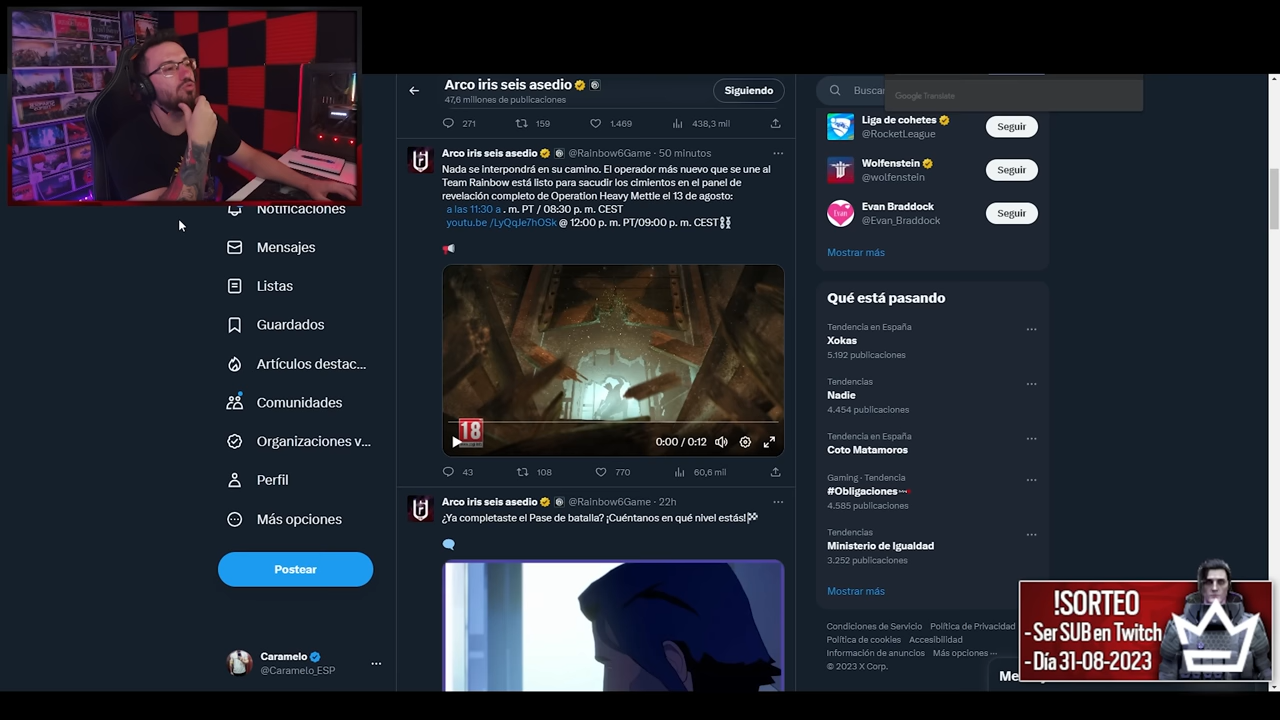 Arco iris seis asedio
47,6 millones de publicaciones
Siguiendo
271 159 1.469 438,3 mil
Arco iris seis asedio @Rainbow6Game · 50 minutos
Nada se interpondrá en su camino. El operador más nuevo que se une al
Team Rainbow está listo para sacudir los cimientos en el panel de
revelación completo de Operation Heavy Mettle el 13 de agosto:
a las 11:30 a . m. PT / 08:30 p. m. CEST
youtu.be /LyQqJe7hOSk @ 12:00 p. m. PT/09:00 p. m. CEST
18
0:00 / 0:12
43 108 770 60,6 mil
Arco iris seis asedio @Rainbow6Game · 22h
¿Ya completaste el Pase de batalla? ¡Cuéntanos en qué nivel estás!
Notificaciones
Mensajes
Listas
Guardados
Artículos destac...
Comunidades
Organizaciones v...
Perfil
Más opciones
Postear
Caramelo
@Caramelo_ESP
Buscar
Google Translate
Liga de cohetes
@RocketLeague
Seguir
Wolfenstein
@wolfenstein
Seguir
Evan
Evan Braddock
@Evan_Braddock
Seguir
Mostrar más
Qué está pasando
Tendencia en España
Xokas
5.192 publicaciones
Tendencias
Nadie
4.454 publicaciones
Tendencia en España
Coto Matamoros
Gaming · Tendencia
#Obligaciones
4.585 publicaciones
Tendencias
Ministerio de Igualdad
3.252 publicaciones
Mostrar más
Condiciones de Servicio Política de Privacidad
Política de cookies Accesibilidad
Información de anuncios Más opciones ···
© 2023 X Corp.
!SORTEO
- Ser SUB en Twitch
- Día 31-08-2023